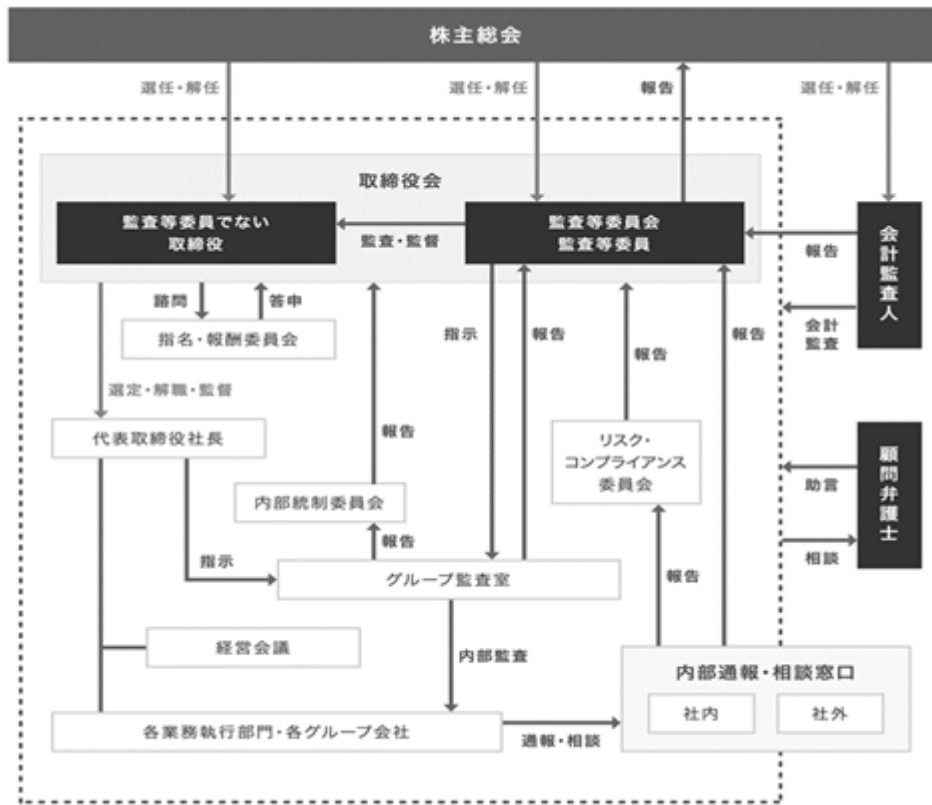 株主総会
選任・解任
選任・解任
報告
選任・解任
取締役会
監査等委員でない
取締役
監査・監督
監査等委員会
監査等委員
報告
会計監査人
会計
監査
諮問
答申
指名・報酬委員会
指示
報告
報告
報告
選定・解職・監督
代表取締役社長
報告
リスク・
コンプライアンス
委員会
顧問弁護士
助言
相談
内部統制委員会
報告
指示
グループ監査室
報告
経営会議
内部監査
内部通報・相談窓口
社内
社外
各業務執行部門・各グループ会社
通報・相談